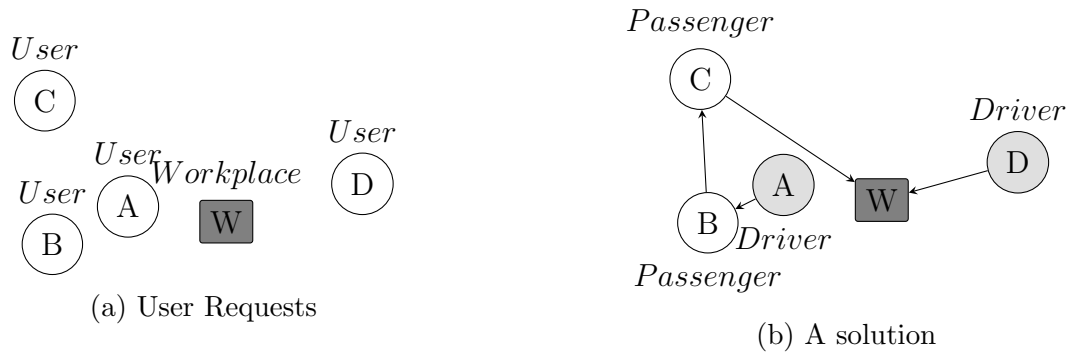 User
C
User
A
User
B
Workplace
W
User
D
(a) User Requests
Passenger
C
Driver
D
A
Driver
B
Passenger
W
(b) A solution